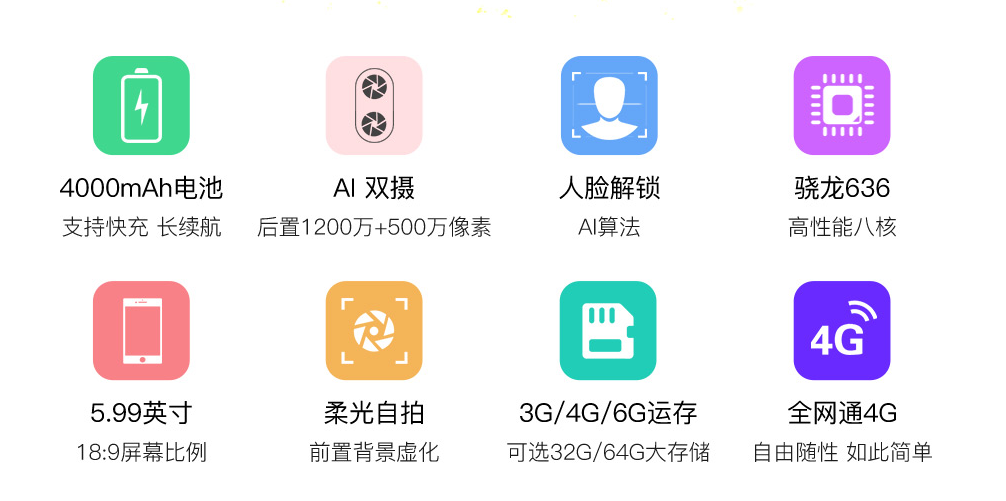 4000mAh电池
支持快充 长续航
AI 双摄
后置1200万+500万像素
人脸解锁
AI算法
骁龙636
高性能八核
5.99英寸
18:9屏幕比例
柔光自拍
前置背景虚化
3G/4G/6G运存
可选32G/64G大存储
4G
全网通4G
自由随性 如此简单